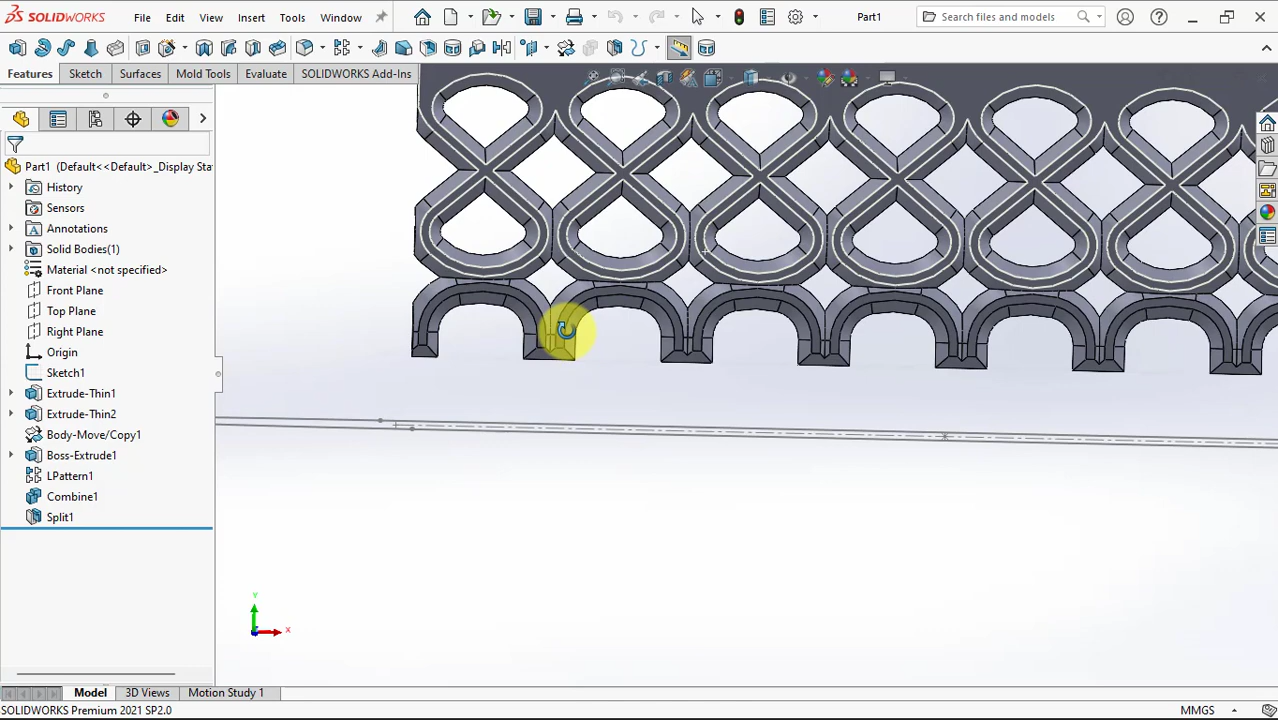 SOLIDWORKS File Edit View Insert Tools Window Part1 Search files and models
Features Sketch Surfaces Mold Tools Evaluate SOLIDWORKS Add-Ins
Part1 (Default<<Default>_Display Sta
History
Sensors
Annotations
Solid Bodies(1)
Material <not specified>
Front Plane
Top Plane
Right Plane
Origin
Sketch1
Extrude-Thin1
Extrude-Thin2
Body-Move/Copy1
Boss-Extrude1
LPattern1
Combine1
Split1
Y
X
Model 3D Views Motion Study 1
SOLIDWORKS Premium 2021 SP2.0 MMGS